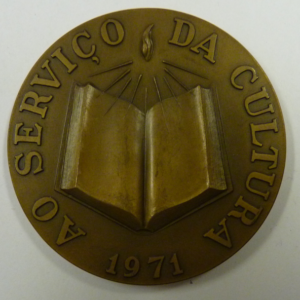 AO SERVIÇO DA CULTURA
1971